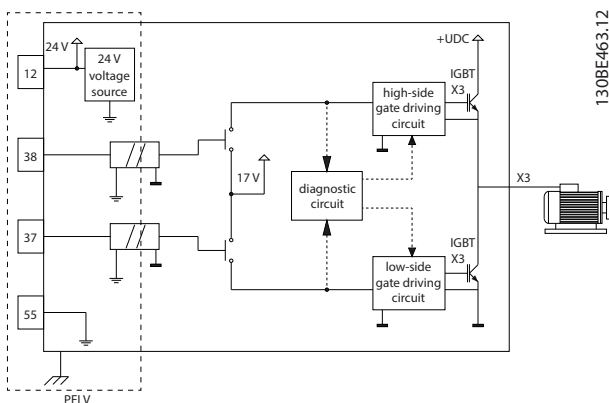 130BE463.12
+UDC
24 V
12
24 V
voltage
source
IGBT
X3
high-side
gate driving
circuit
38
17 V
diagnostic
circuit
X3
37
IGBT
X3
low-side
gate driving
circuit
55
PELV